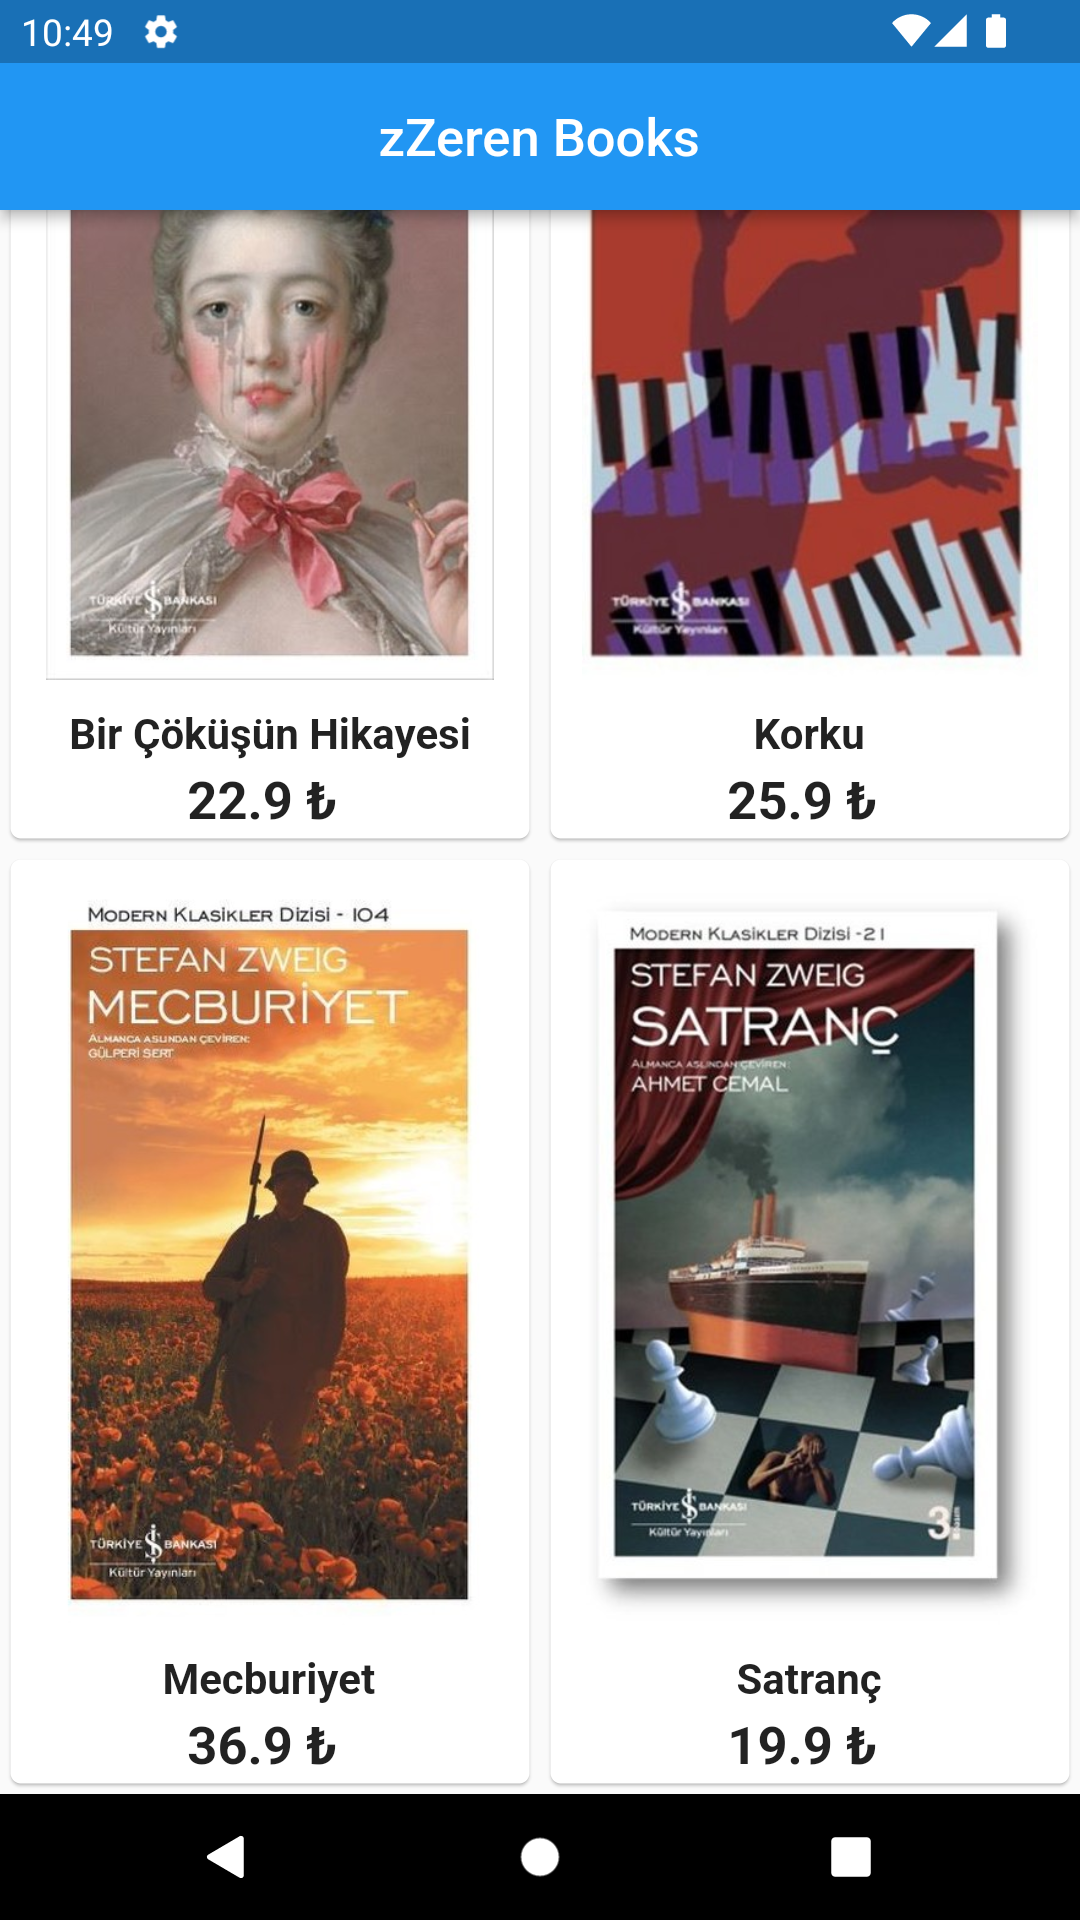 10:49
zZeren Books
TÜRKİYE İŞ BANKASI
Kültür Yayınları
TÜRKİYE İŞ BANKASI
Kültür Yayınları
Bir Çöküşün Hikayesi
22.9 ₺
Korku
25.9 ₺
MODERN KLASİKLER DİZİSİ - 104
STEFAN ZWEIG
MECBURİYET
ALMANCA ASLINDAN ÇEVİREN:
GÜLPERİ SERT
TÜRKİYE İŞ BANKASI
Kültür Yayınları
MODERN KLASİKLER DİZİSİ -21
STEFAN ZWEIG
SATRANÇ
ALMANCA ASLINDAN ÇEVİREN:
AHMET CEMAL
TÜRKİYE İŞ BANKASI
Kültür Yayınları
3
Mecburiyet
36.9 ₺
Satranç
19.9 ₺